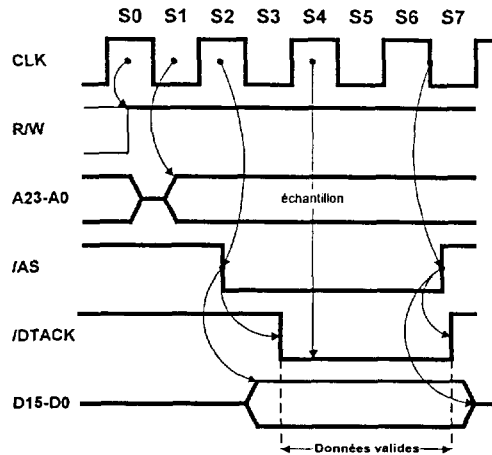 S0 S1 S2 S3 S4 S5 S6 S7
CLK
R/W
A23-A0
échantillon
/AS
/DTACK
D15-D0
Données valides